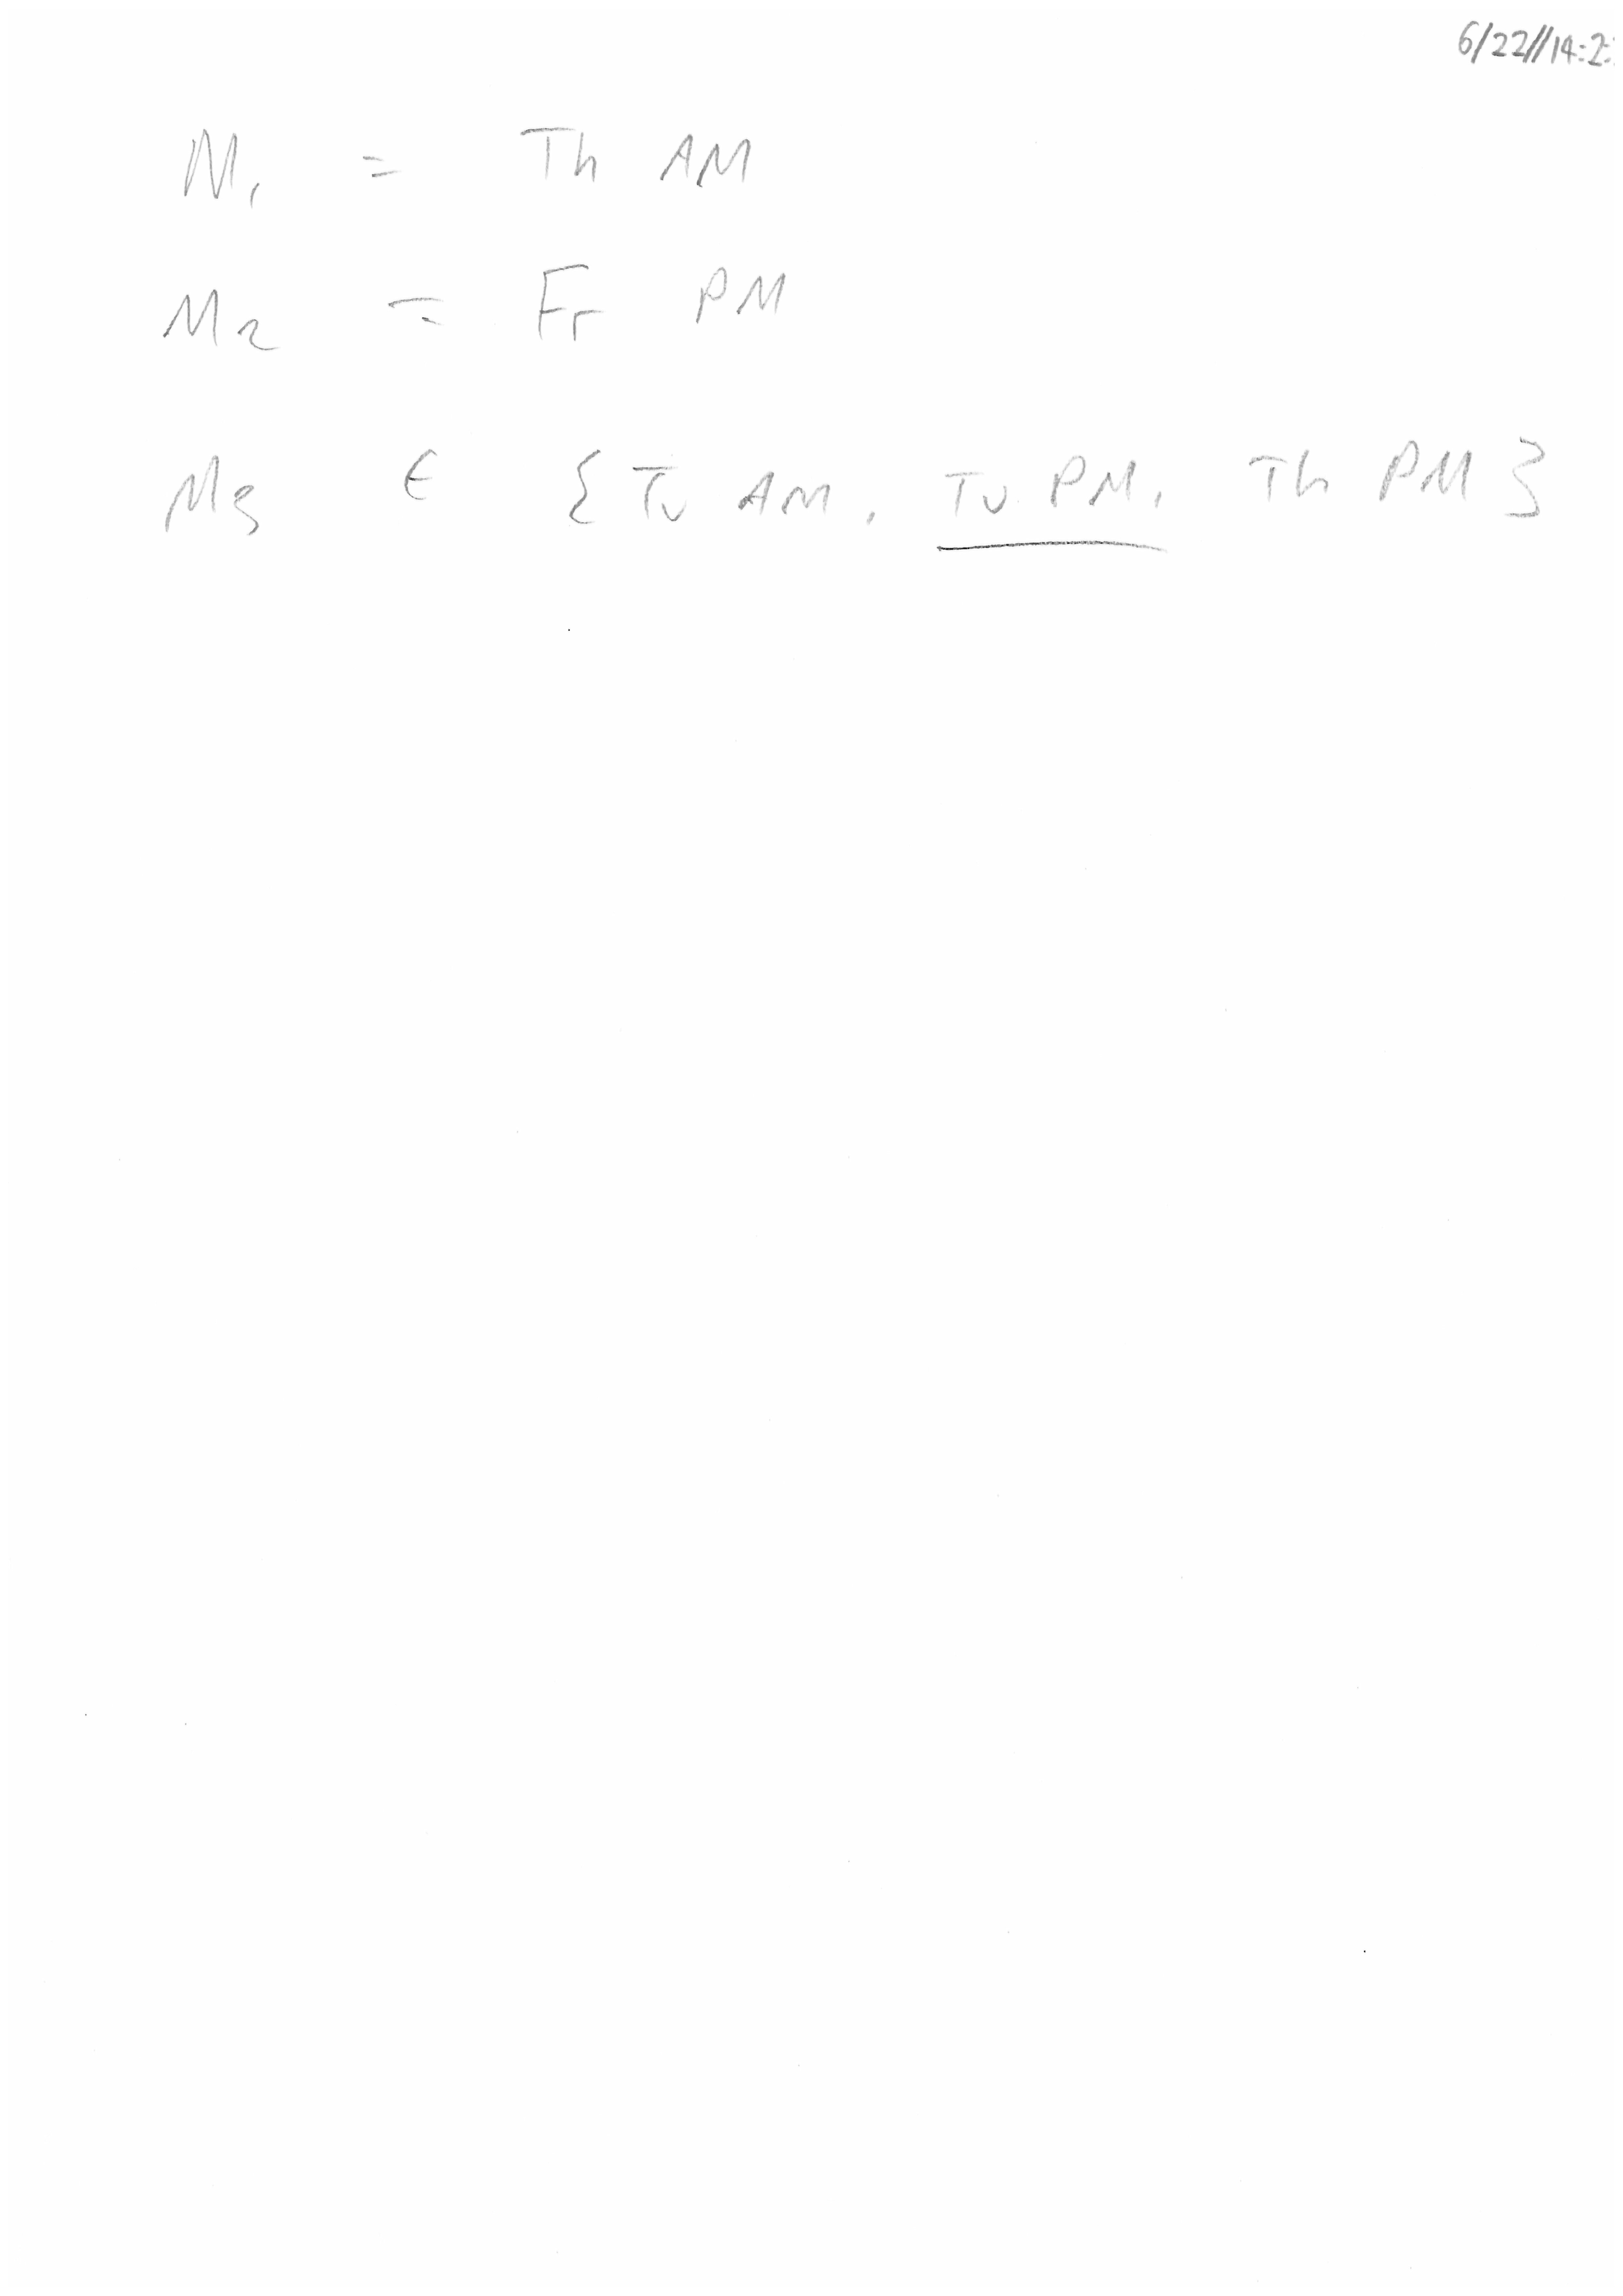 6/22//14:2
M₁ = Th AM
M₂ = Fr PM
M₃ ∈ { Tu AM, Tu PM, Th PM }